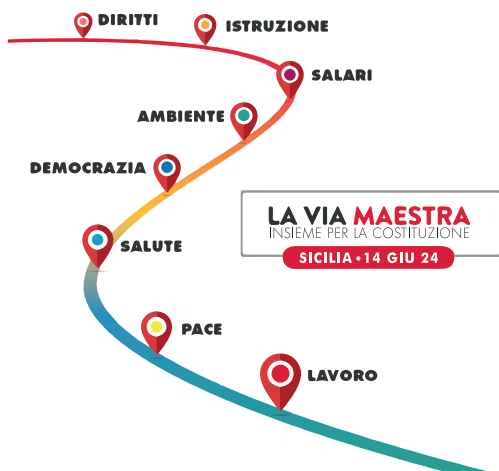 DIRITTI
ISTRUZIONE
SALARI
AMBIENTE
DEMOCRAZIA
LA VIA MAESTRA
INSIEME PER LA COSTITUZIONE
SALUTE
SICILIA • 14 GIU 24
PACE
LAVORO